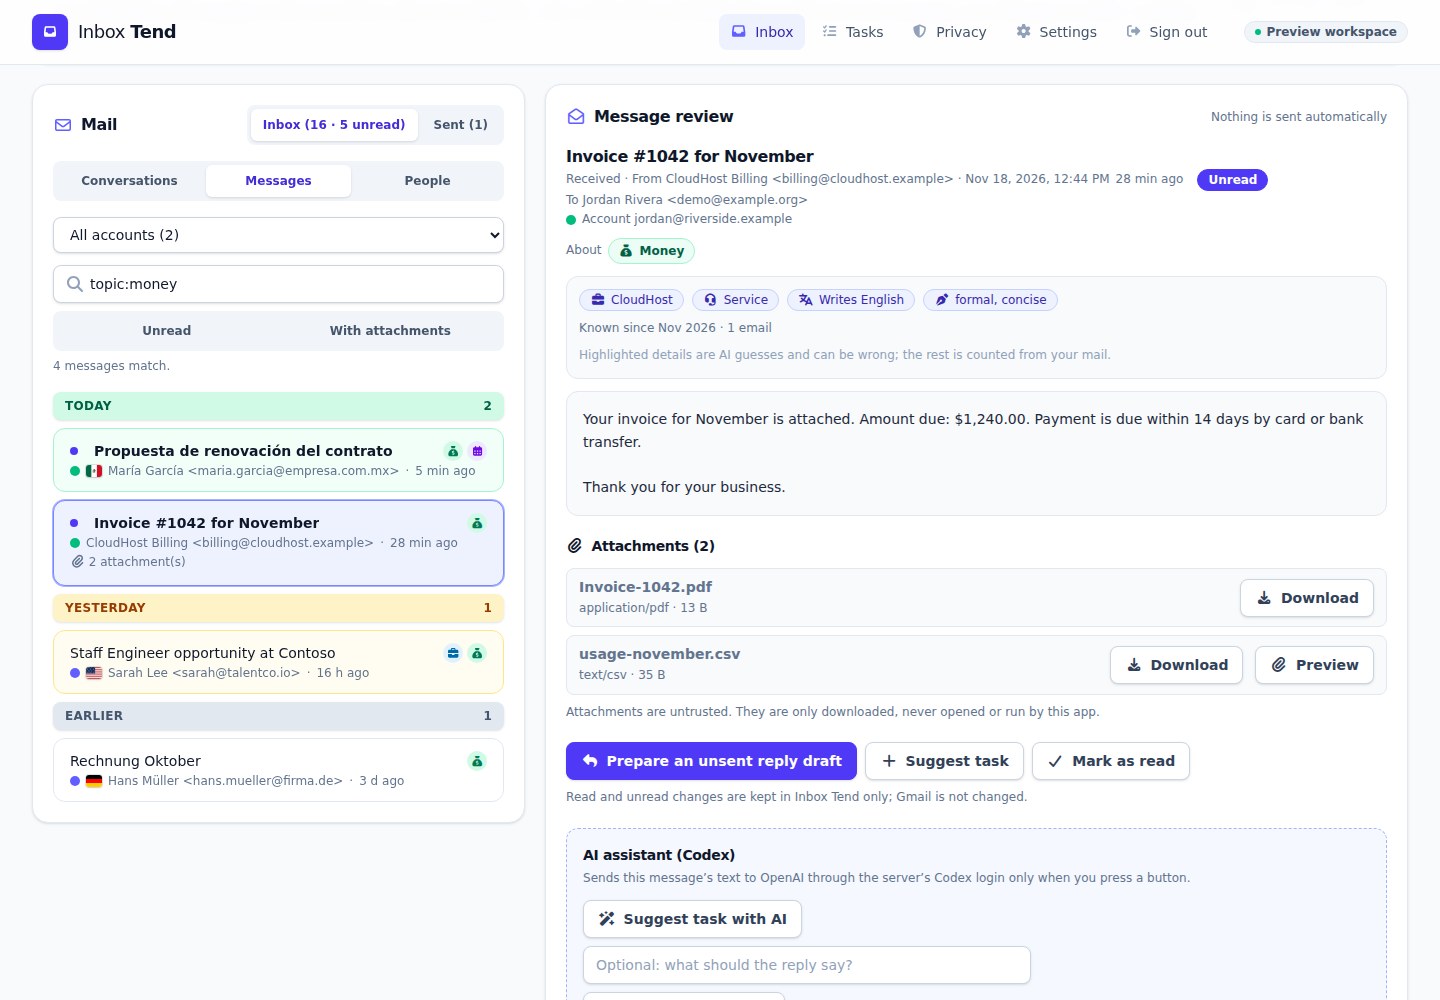 Inbox Tend
Inbox
Tasks
Privacy
Settings
Sign out
Preview workspace
Mail
Inbox (16 · 5 unread)
Sent (1)
Conversations
Messages
People
All accounts (2)
topic:money
Unread
With attachments
4 messages match.
TODAY 2
Propuesta de renovación del contrato
María García <maria.garcia@empresa.com.mx> · 5 min ago
Invoice #1042 for November
CloudHost Billing <billing@cloudhost.example> · 28 min ago
2 attachment(s)
YESTERDAY 1
Staff Engineer opportunity at Contoso
Sarah Lee <sarah@talentco.io> · 16 h ago
EARLIER 1
Rechnung Oktober
Hans Müller <hans.mueller@firma.de> · 3 d ago
Message review
Nothing is sent automatically
Invoice #1042 for November
Received · From CloudHost Billing <billing@cloudhost.example> · Nov 18, 2026, 12:44 PM 28 min ago Unread
To Jordan Rivera <demo@example.org>
Account jordan@riverside.example
About Money
CloudHost
Service
Writes English
formal, concise
Known since Nov 2026 · 1 email
Highlighted details are AI guesses and can be wrong; the rest is counted from your mail.
Your invoice for November is attached. Amount due: $1,240.00. Payment is due within 14 days by card or bank
transfer.
Thank you for your business.
Attachments (2)
Invoice-1042.pdf
application/pdf · 13 B
Download
usage-november.csv
text/csv · 35 B
Download
Preview
Attachments are untrusted. They are only downloaded, never opened or run by this app.
Prepare an unsent reply draft
Suggest task
Mark as read
Read and unread changes are kept in Inbox Tend only; Gmail is not changed.
AI assistant (Codex)
Sends this message’s text to OpenAI through the server’s Codex login only when you press a button.
Suggest task with AI
Optional: what should the reply say?